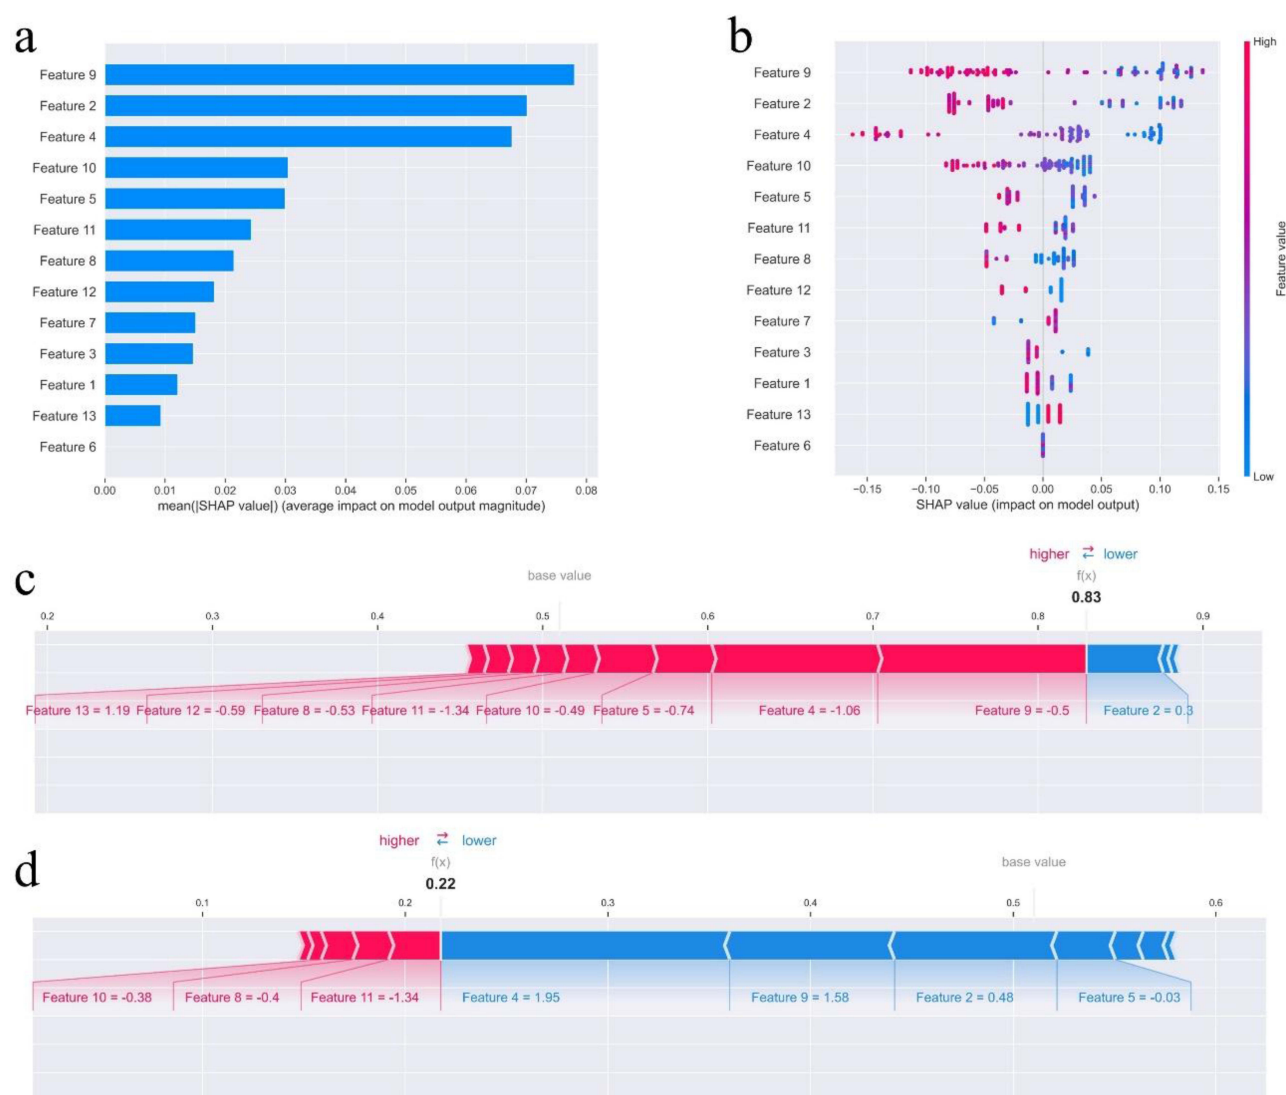 a
Feature 9
Feature 2
Feature 4
Feature 10
Feature 5
Feature 11
Feature 8
Feature 12
Feature 7
Feature 3
Feature 1
Feature 13
Feature 6
0.00 0.01 0.02 0.03 0.04 0.05 0.06 0.07 0.08
mean(|SHAP value|) (average impact on model output magnitude)
b
Feature 9
Feature 2
Feature 4
Feature 10
Feature 5
Feature 11
Feature 8
Feature 12
Feature 7
Feature 3
Feature 1
Feature 13
Feature 6
−0.15 −0.10 −0.05 0.00 0.05 0.10 0.15
SHAP value (impact on model output)
High
Feature value
Low
c
higher ⇄ lower
base value f(x)
0.83
0.2 0.3 0.4 0.5 0.6 0.7 0.8 0.9
Feature 13 = 1.19 Feature 12 = -0.59 Feature 8 = -0.53 Feature 11 = -1.34 Feature 10 = -0.49 Feature 5 = -0.74 Feature 4 = -1.06 Feature 9 = -0.5 Feature 2 = 0.3
d
higher ⇄ lower
f(x) base value
0.22
0.1 0.2 0.3 0.4 0.5 0.6
Feature 10 = -0.38 Feature 8 = -0.4 Feature 11 = -1.34 Feature 4 = 1.95 Feature 9 = 1.58 Feature 2 = 0.48 Feature 5 = -0.03